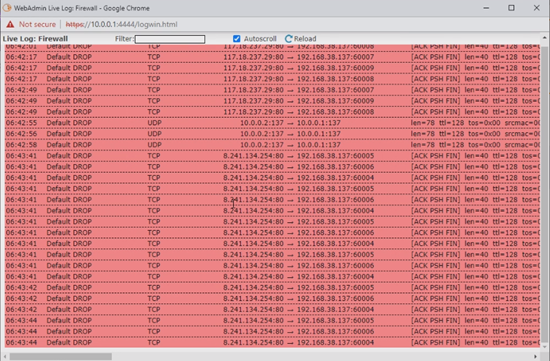 WebAdmin Live Log: Firewall - Google Chrome
Not secure | https://10.0.0.1:4444/logwin.html
Live Log: Firewall Filter: Autoscroll Reload
06:42:01 Default DROP TCP 117.18.237.29:80 → 192.168.38.137:60008 [ACK PSH FIN] len=40 ttl=128 tos=0
06:42:17 Default DROP TCP 117.18.237.29:80 → 192.168.38.137:60009 [ACK PSH FIN] len=40 ttl=128 tos=0
06:42:17 Default DROP TCP 117.18.237.29:80 → 192.168.38.137:60008 [ACK PSH FIN] len=40 ttl=128 tos=0
06:42:17 Default DROP TCP 117.18.237.29:80 → 192.168.38.137:60008 [ACK PSH FIN] len=40 ttl=128 tos=0
06:42:49 Default DROP TCP 117.18.237.29:80 → 192.168.38.137:60009 [ACK PSH FIN] len=40 ttl=128 tos=0
06:42:49 Default DROP TCP 117.18.237.29:80 → 192.168.38.137:60009 [ACK PSH FIN] len=40 ttl=128 tos=0
06:42:49 Default DROP TCP 117.18.237.29:80 → 192.168.38.137:60008 [ACK PSH FIN] len=40 ttl=128 tos=0
06:42:55 Default DROP UDP 10.0.0.2:137 → 10.0.0.1:137 len=78 ttl=128 tos=0x00 srcmac=0
06:42:56 Default DROP UDP 10.0.0.2:137 → 10.0.0.1:137 len=78 ttl=128 tos=0x00 srcmac=0
06:42:58 Default DROP UDP 10.0.0.2:137 → 10.0.0.1:137 len=78 ttl=128 tos=0x00 srcmac=0
06:43:41 Default DROP TCP 8.241.134.254:80 → 192.168.38.137:60005 [ACK PSH FIN] len=40 ttl=128 tos=0
06:43:41 Default DROP TCP 8.241.134.254:80 → 192.168.38.137:60006 [ACK PSH FIN] len=40 ttl=128 tos=0
06:43:41 Default DROP TCP 8.241.134.254:80 → 192.168.38.137:60004 [ACK PSH FIN] len=40 ttl=128 tos=0
06:43:41 Default DROP TCP 8.241.134.254:80 → 192.168.38.137:60005 [ACK PSH FIN] len=40 ttl=128 tos=0
06:43:41 Default DROP TCP 8.241.134.254:80 → 192.168.38.137:60006 [ACK PSH FIN] len=40 ttl=128 tos=0
06:43:41 Default DROP TCP 8.241.134.254:80 → 192.168.38.137:60004 [ACK PSH FIN] len=40 ttl=128 tos=0
06:43:41 Default DROP TCP 8.241.134.254:80 → 192.168.38.137:60005 [ACK PSH FIN] len=40 ttl=128 tos=0
06:43:41 Default DROP TCP 8.241.134.254:80 → 192.168.38.137:60006 [ACK PSH FIN] len=40 ttl=128 tos=0
06:43:41 Default DROP TCP 8.241.134.254:80 → 192.168.38.137:60004 [ACK PSH FIN] len=40 ttl=128 tos=0
06:43:41 Default DROP TCP 8.241.134.254:80 → 192.168.38.137:60005 [ACK PSH FIN] len=40 ttl=128 tos=0
06:43:41 Default DROP TCP 8.241.134.254:80 → 192.168.38.137:60006 [ACK PSH FIN] len=40 ttl=128 tos=0
06:43:41 Default DROP TCP 8.241.134.254:80 → 192.168.38.137:60004 [ACK PSH FIN] len=40 ttl=128 tos=0
06:43:42 Default DROP TCP 8.241.134.254:80 → 192.168.38.137:60005 [ACK PSH FIN] len=40 ttl=128 tos=0
06:43:42 Default DROP TCP 8.241.134.254:80 → 192.168.38.137:60006 [ACK PSH FIN] len=40 ttl=128 tos=0
06:43:42 Default DROP TCP 8.241.134.254:80 → 192.168.38.137:60004 [ACK PSH FIN] len=40 ttl=128 tos=0
06:43:44 Default DROP TCP 8.241.134.254:80 → 192.168.38.137:60005 [ACK PSH FIN] len=40 ttl=128 tos=0
06:43:44 Default DROP TCP 8.241.134.254:80 → 192.168.38.137:60006 [ACK PSH FIN] len=40 ttl=128 tos=0
06:43:44 Default DROP TCP 8.241.134.254:80 → 192.168.38.137:60004 [ACK PSH FIN] len=40 ttl=128 tos=0